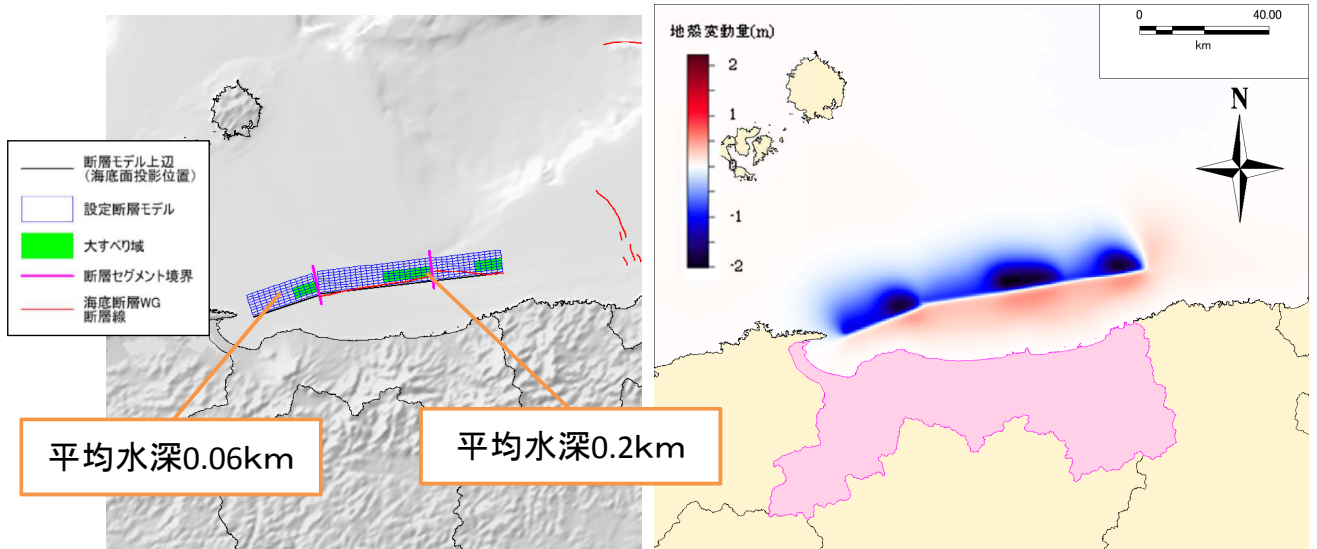 断層モデル上辺
(海底面投影位置)
設定断層モデル
大すべり域
断層セグメント境界
海底断層WG
断層線
平均水深0.06km
平均水深0.2km
地殻変動量(m)
2
1
-1
-2
0
40.00
km
N